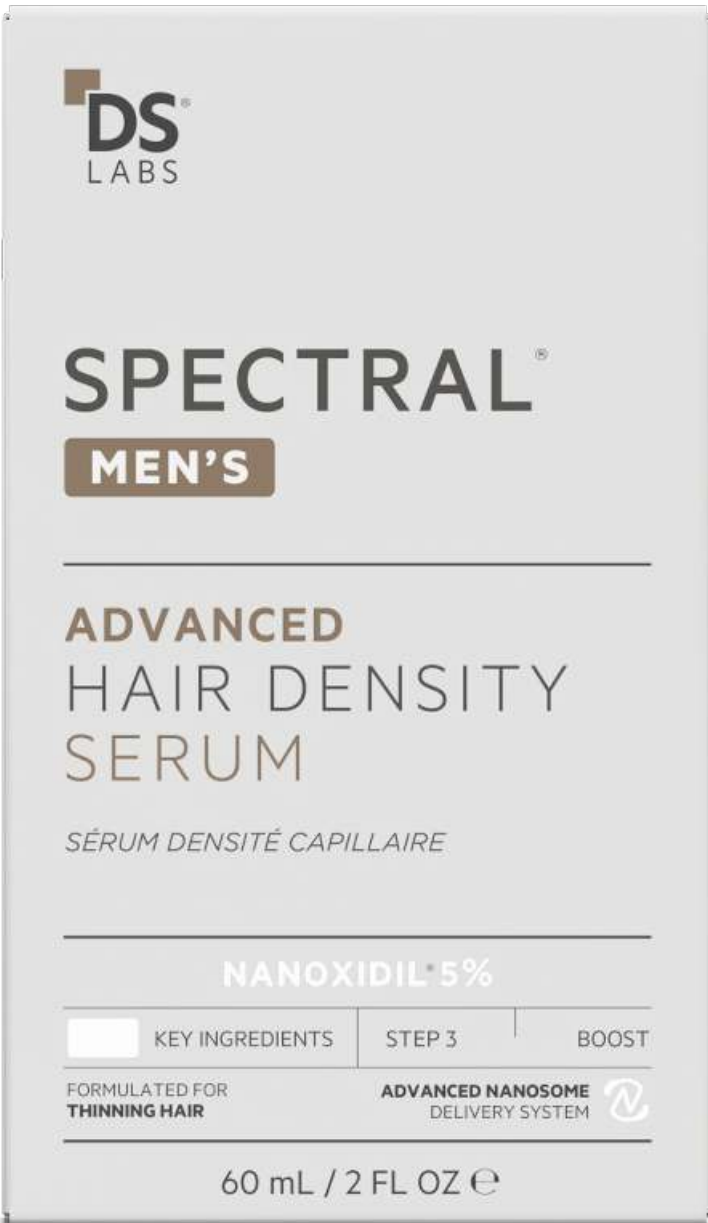 DS®
LABS
SPECTRAL®
MEN'S
ADVANCED
HAIR DENSITY
SERUM
SÉRUM DENSITÉ CAPILLAIRE
NANOXIDIL® 5%
KEY INGREDIENTS STEP 3 BOOST
FORMULATED FOR
THINNING HAIR
ADVANCED NANOSOME
DELIVERY SYSTEM
60 mL / 2 FL OZ ℮